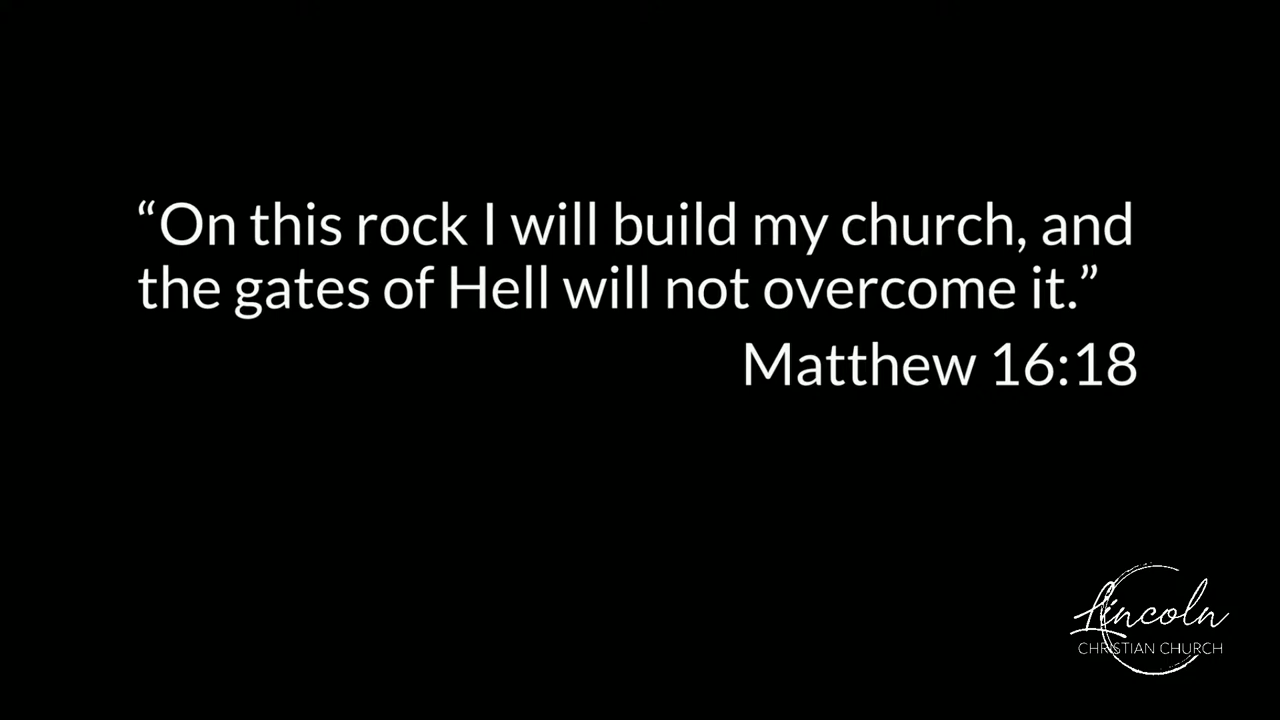 “On this rock I will build my church, and
the gates of Hell will not overcome it.”
Matthew 16:18
Lincoln
CHRISTIAN CHURCH